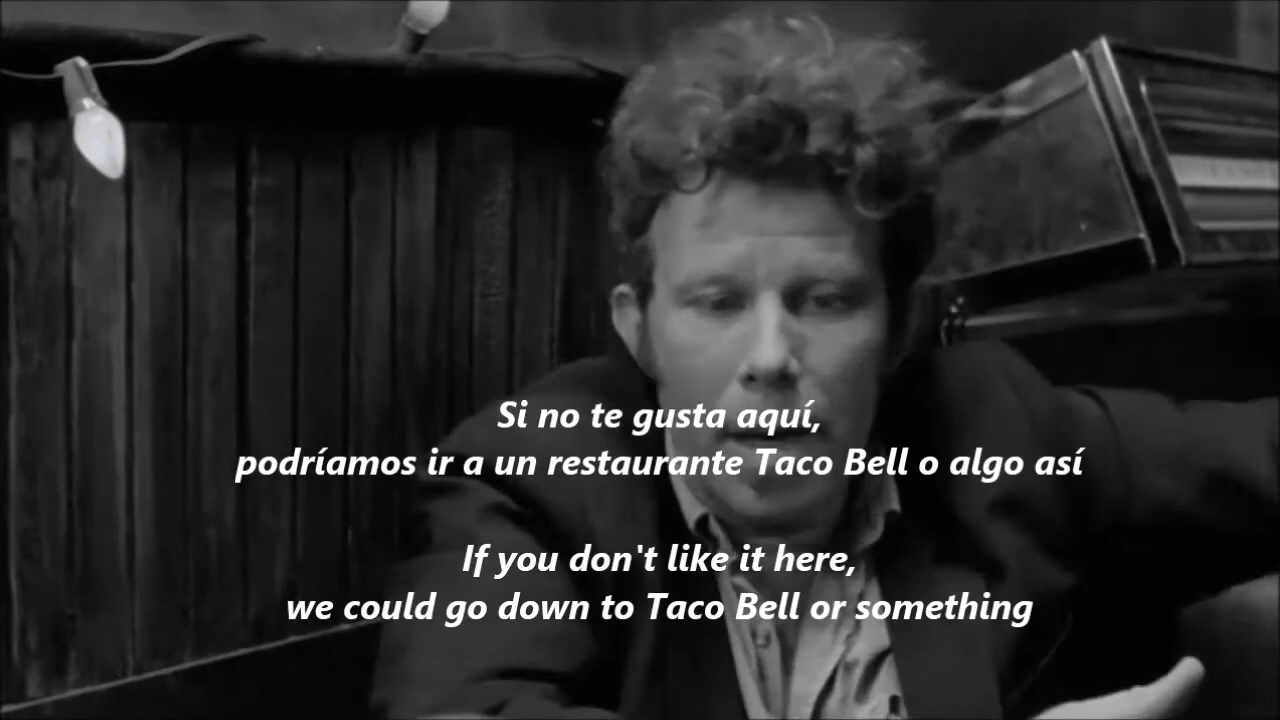 Si no te gusta aquí,
podríamos ir a un restaurante Taco Bell o algo así
If you don't like it here,
we could go down to Taco Bell or something